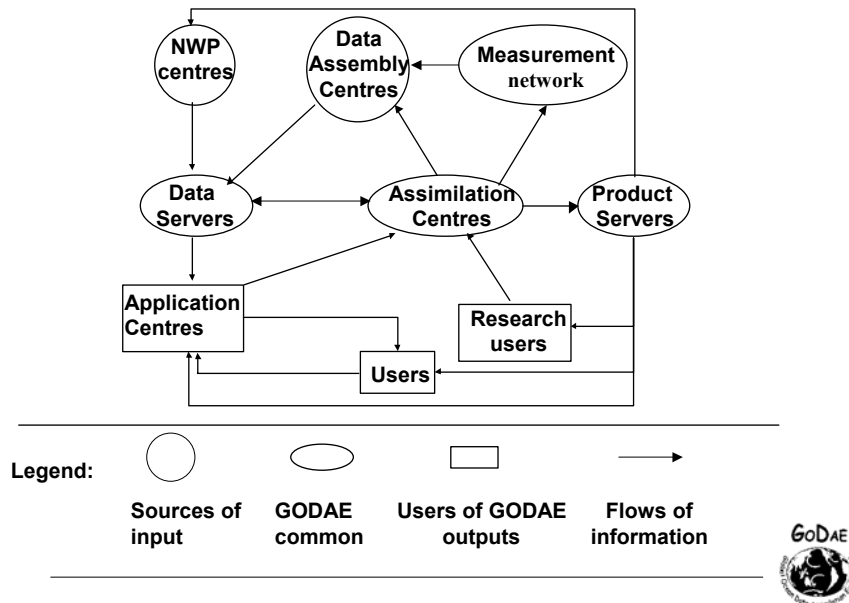 NWP
centres
Data
Assembly
Centres
Measurement
network
Data
Servers
Assimilation
Centres
Product
Servers
Application
Centres
Research
users
Users
Legend:
Sources of
input
GODAE
common
Users of GODAE
outputs
Flows of
information
GODAE